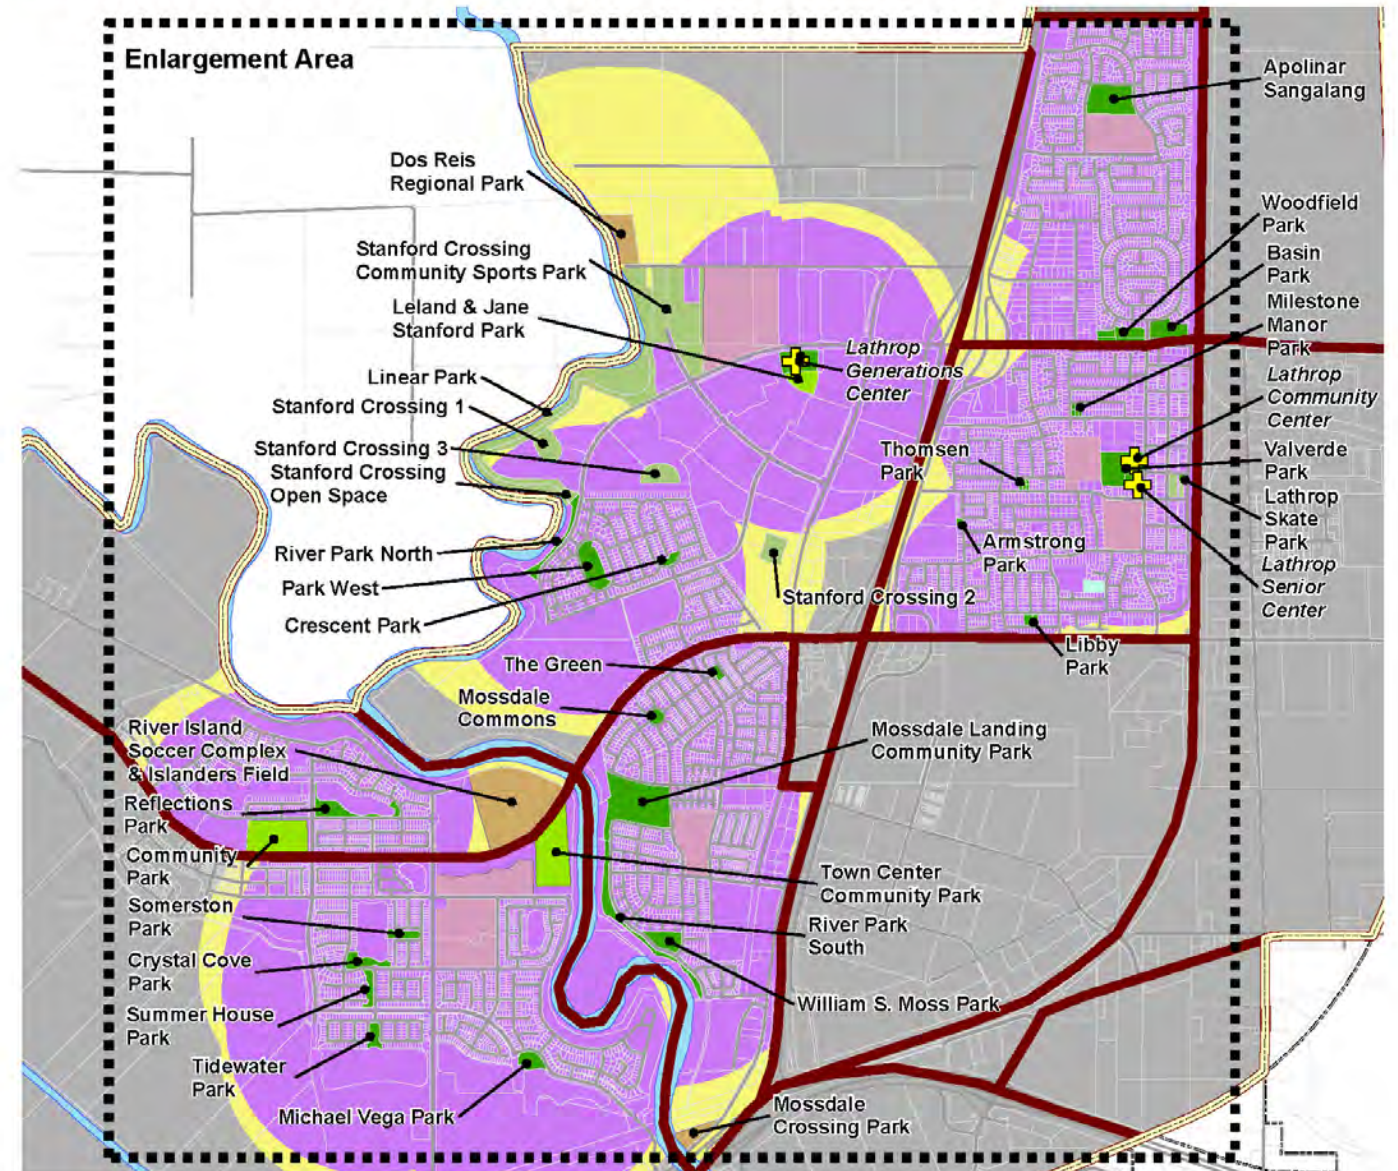 Enlargement Area
Apolinar
Sangalang
Dos Reis
Regional Park
Woodfield
Park
Stanford Crossing
Community Sports Park
Basin
Park
Leland & Jane
Stanford Park
Milestone
Manor
Park
Lathrop
Generations
Center
Linear Park
Lathrop
Community
Center
Stanford Crossing 1
Stanford Crossing 3
Stanford Crossing
Open Space
Thomsen
Park
Valverde
Park
Lathrop
Skate
Park
River Park North
Armstrong
Park
Lathrop
Senior
Center
Park West
Stanford Crossing 2
Crescent Park
Libby
Park
The Green
Mossdale
Commons
River Island
Soccer Complex
& Islanders Field
Mossdale Landing
Community Park
Reflections
Park
Community
Park
Town Center
Community Park
Somerston
Park
River Park
South
Crystal Cove
Park
William S. Moss Park
Summer House
Park
Tidewater
Park
Michael Vega Park
Mossdale
Crossing Park